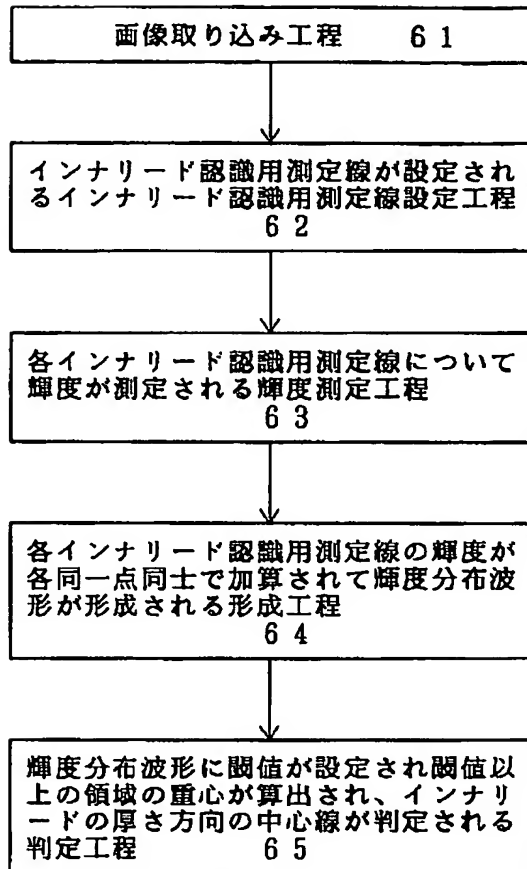 画像取り込み工程 61
インナリード認識用測定線が設定され
るインナリード認識用測定線設定工程
62
各インナリード認識用測定線について
輝度が測定される輝度測定工程
63
各インナリード認識用測定線の輝度が
各同一点同士で加算されて輝度分布波
形が形成される形成工程
64
輝度分布波形に閾値が設定され閾値以
上の領域の重心が算出され、インナリ
ードの厚さ方向の中心線が判定される
判定工程 65